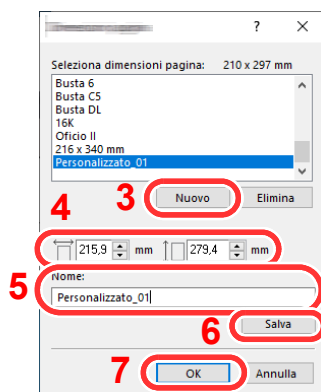 ? ×
Seleziona dimensioni pagina: 210 x 297 mm
Busta 6
Busta C5
Busta DL
16K
Oficio II
216 x 340 mm
Personalizzato_01
3 Nuovo Elimina
4
215,9 mm 279,4 mm
5 Nome:
Personalizzato_01
6 Salva
7 OK Annulla